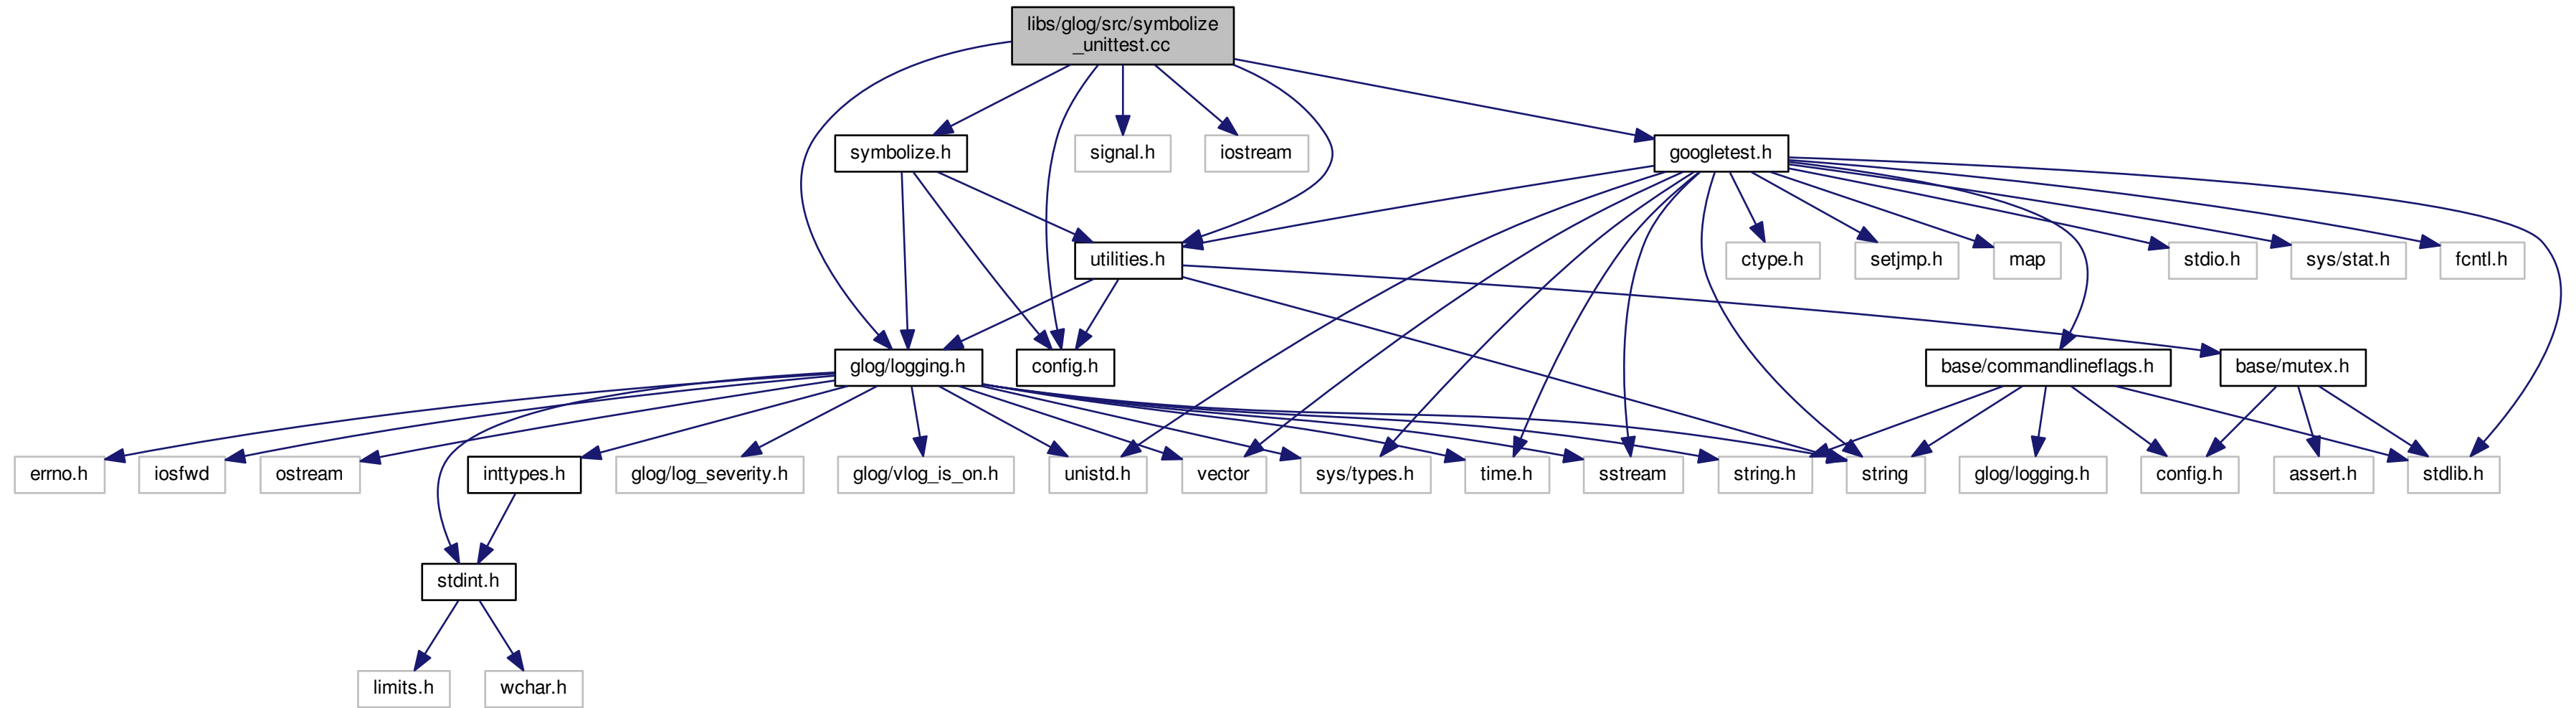 libs/glog/src/symbolize
_unittest.cc
symbolize.h
signal.h
iostream
googletest.h
utilities.h
ctype.h
setjmp.h
map
stdio.h
sys/stat.h
fcntl.h
glog/logging.h
config.h
base/commandlineflags.h
base/mutex.h
errno.h
iosfwd
ostream
inttypes.h
glog/log_severity.h
glog/vlog_is_on.h
unistd.h
vector
sys/types.h
time.h
sstream
string.h
string
glog/logging.h
config.h
assert.h
stdlib.h
stdint.h
limits.h
wchar.h